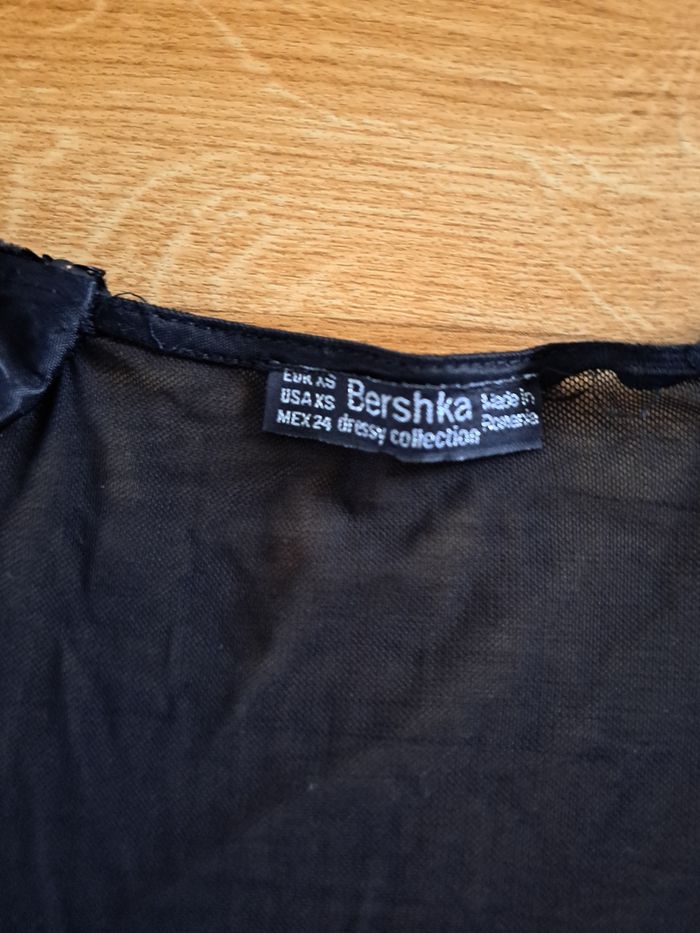 EUR XS
USA XS
MEX 24
Bershka
dressy collection
Made in
Romania